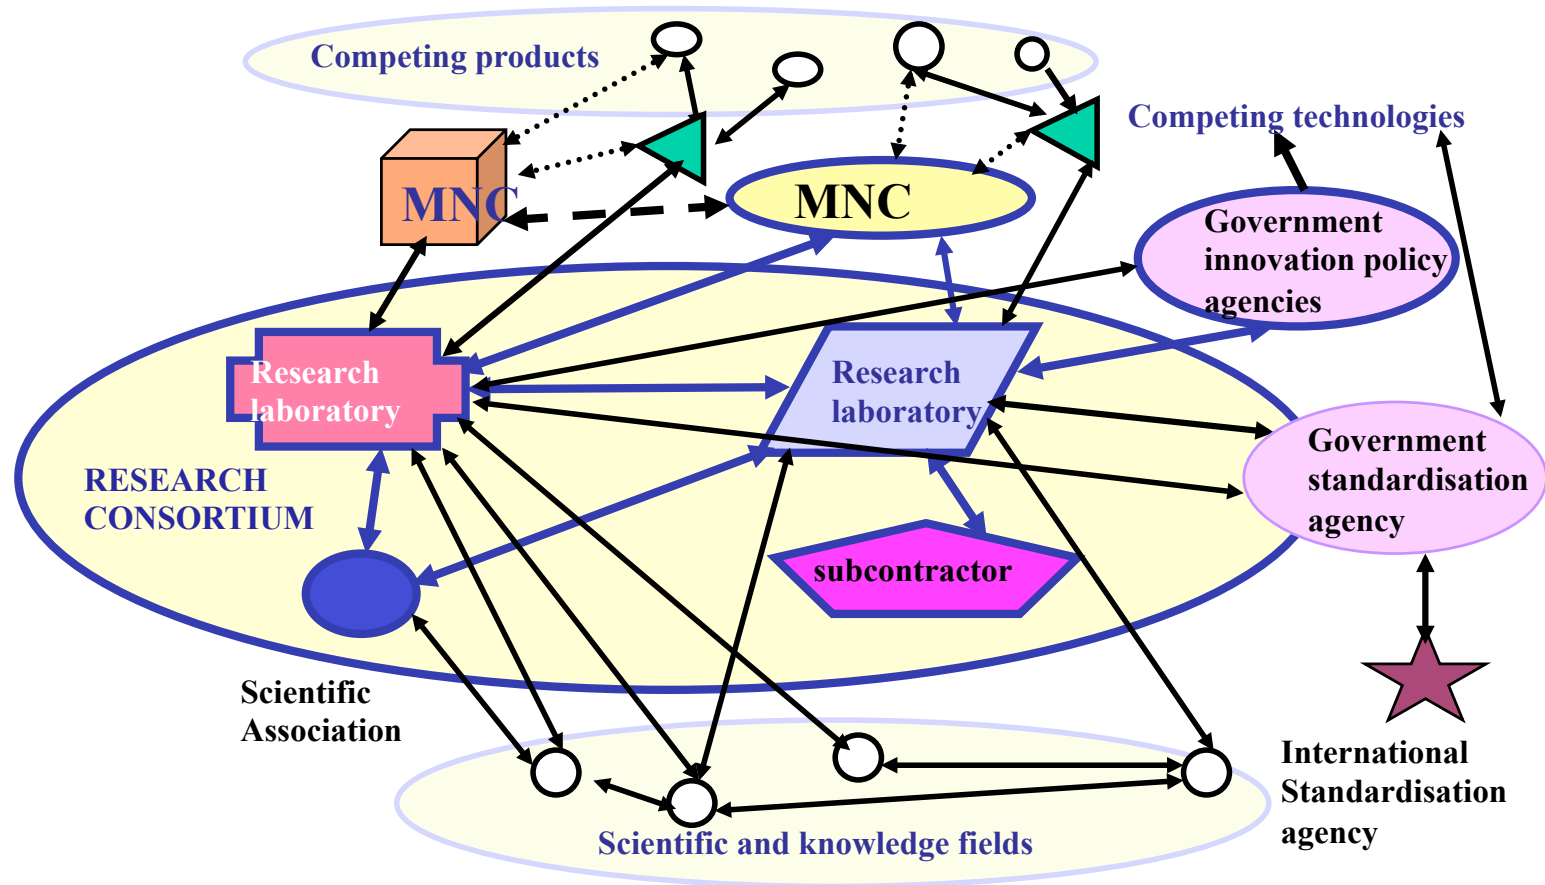 Competing products
Competing technologies
MNC
MNC
Government
innovation policy
agencies
Research
laboratory
Research
laboratory
Government
standardisation
agency
RESEARCH
CONSORTIUM
subcontractor
Scientific
Association
International
Standardisation
agency
Scientific and knowledge fields